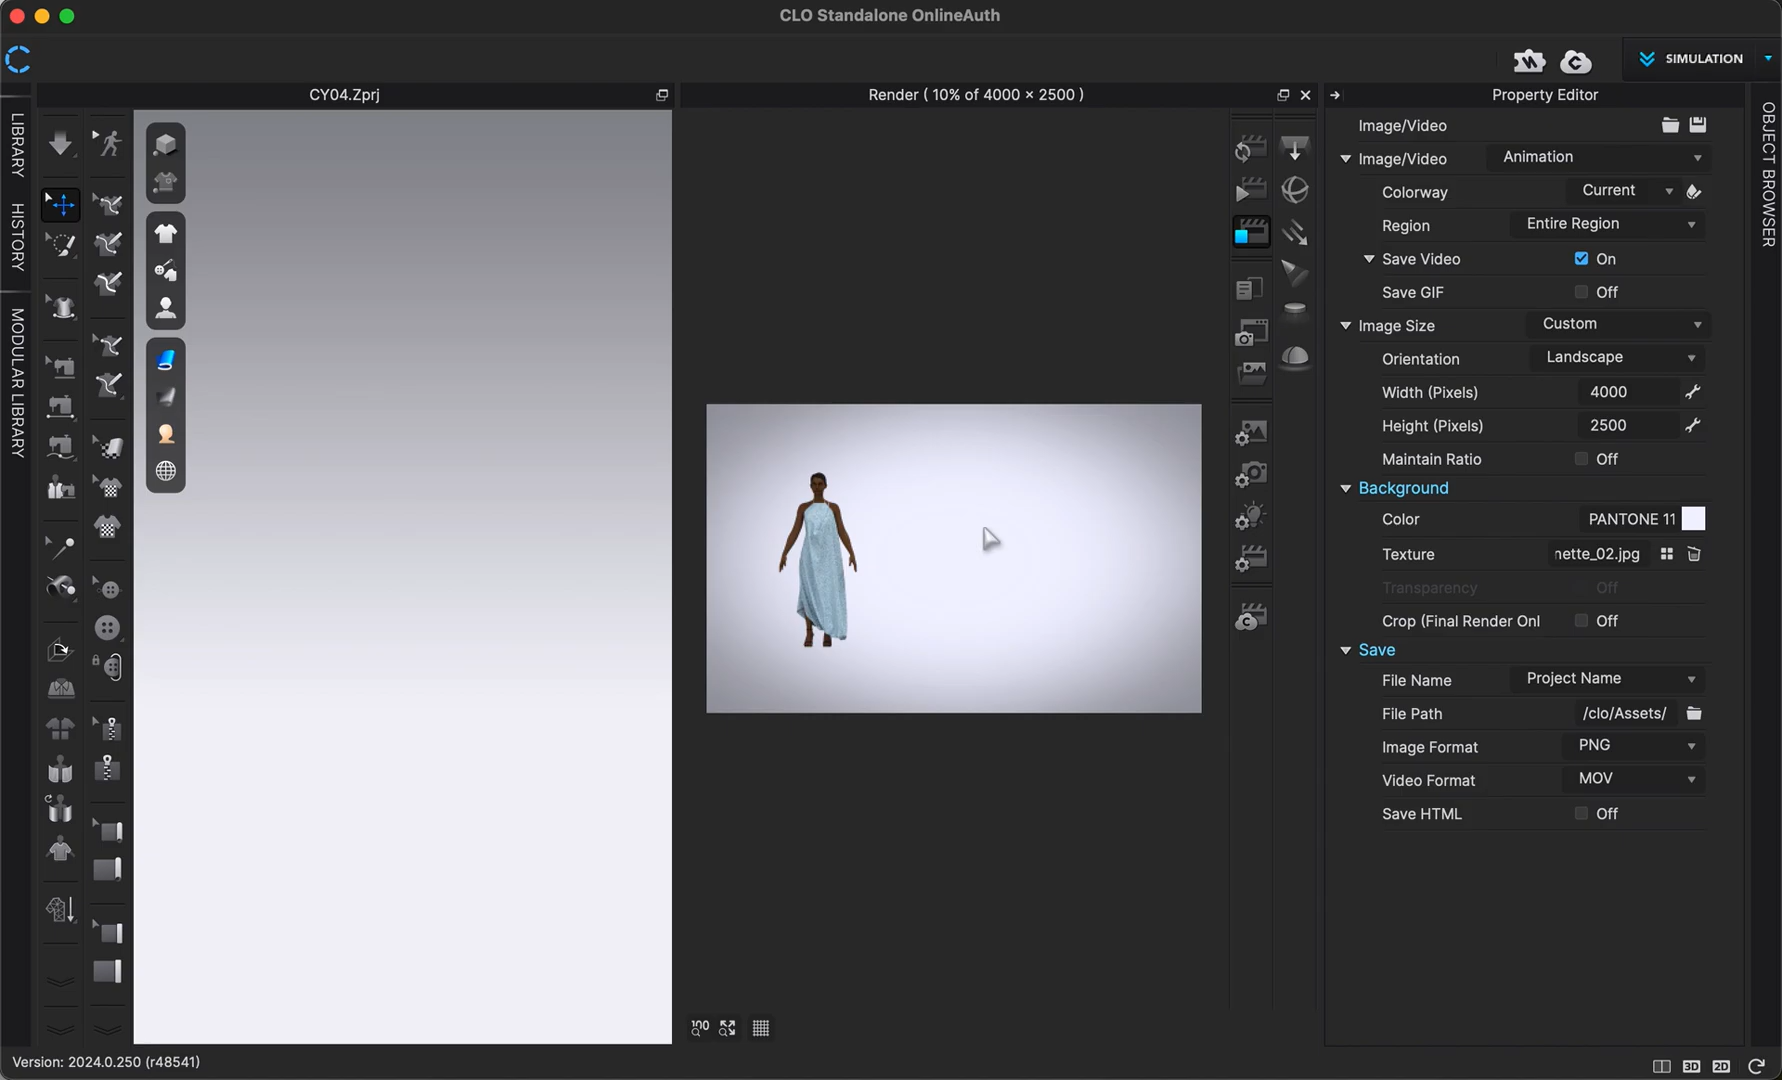 CLO Standalone OnlineAuth
SIMULATION
CY04.Zprj
Render ( 10% of 4000 × 2500 )
Property Editor
LIBRARY
HISTORY
MODULAR LIBRARY
OBJECT BROWSER
Image/Video
Image/Video Animation
Colorway Current
Region Entire Region
Save Video On
Save GIF Off
Image Size Custom
Orientation Landscape
Width (Pixels) 4000
Height (Pixels) 2500
Maintain Ratio Off
Background
Color PANTONE 11
Texture nette_02.jpg
Transparency Off
Crop (Final Render Onl Off
Save
File Name Project Name
File Path /clo/Assets/
Image Format PNG
Video Format MOV
Save HTML Off
100
Version: 2024.0.250 (r48541)
3D 2D